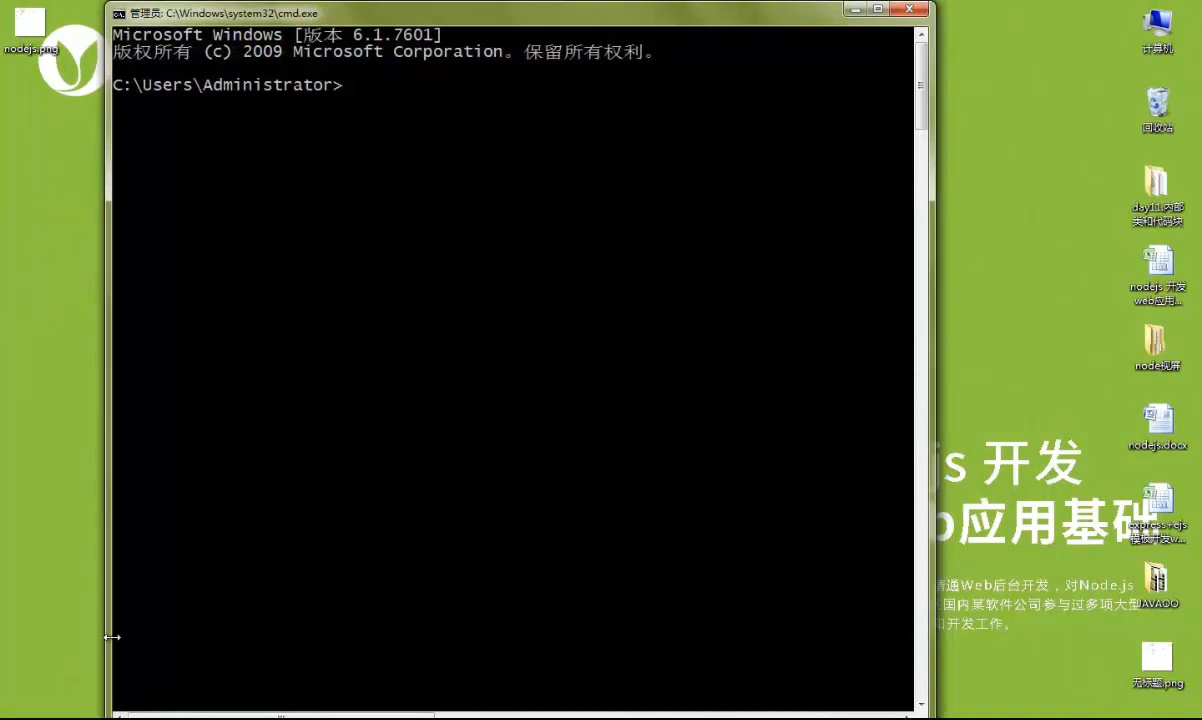 管理员: C:\Windows\system32\cmd.exe
Microsoft Windows [版本 6.1.7601]
版权所有 (c) 2009 Microsoft Corporation。保留所有权利。
C:\Users\Administrator>
nodejs.png
计算机
回收站
day11.内部
类和代码块
nodejs 开发
web应用...
node视屏
nodejs.docx
express+ejs
模板开发w...
JAVAOO
无标题.png
js 开发
b应用基础
精通Web后台开发，对Node.js
国内某软件公司参与过多项大型
和开发工作。